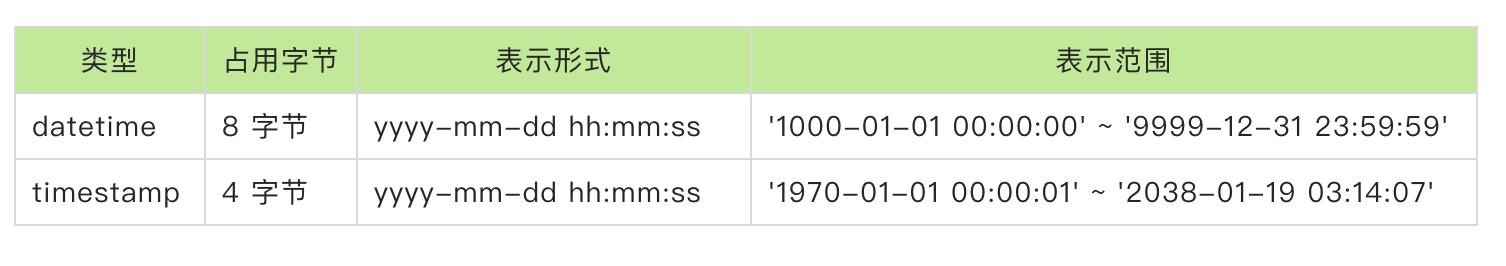 类型 占用字节 表示形式 表示范围
datetime 8 字节 yyyy-mm-dd hh:mm:ss '1000-01-01 00:00:00' ~ '9999-12-31 23:59:59'
timestamp 4 字节 yyyy-mm-dd hh:mm:ss '1970-01-01 00:00:01' ~ '2038-01-19 03:14:07'